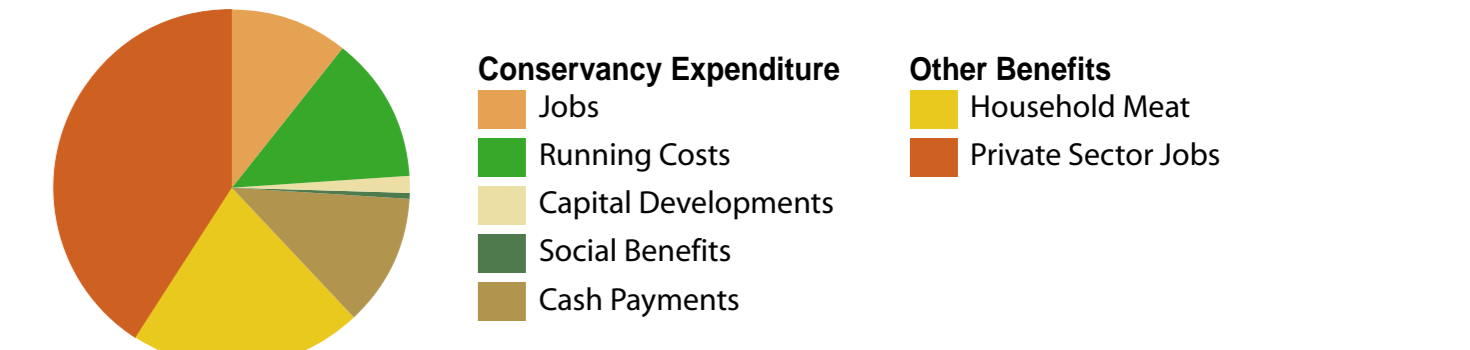 Conservancy Expenditure
Jobs
Running Costs
Capital Developments
Social Benefits
Cash Payments
Other Benefits
Household Meat
Private Sector Jobs